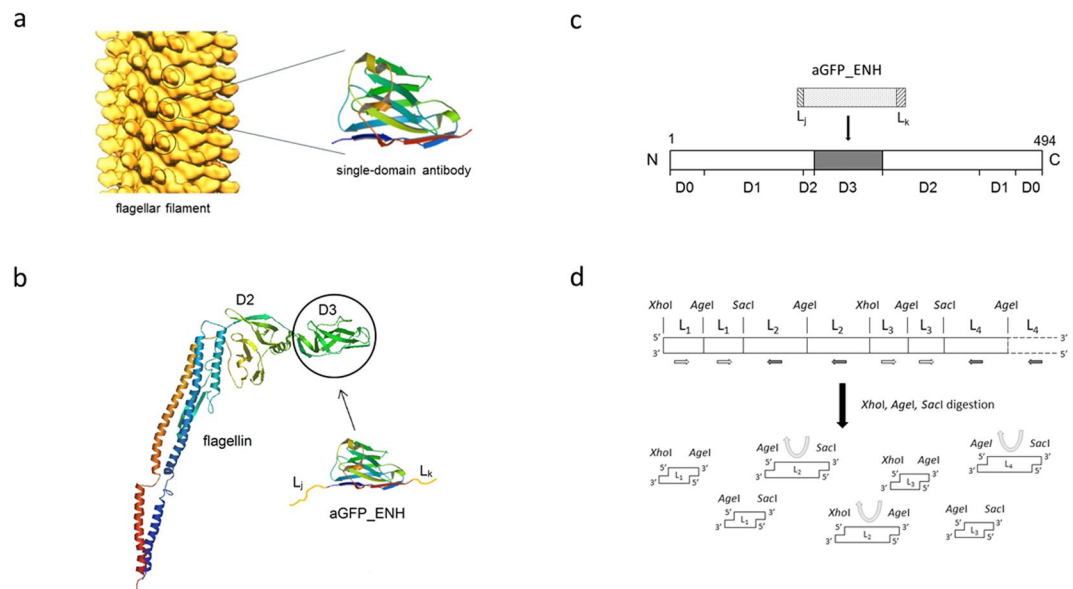 a
flagellar filament
single-domain antibody
b
D2
D3
flagellin
Lj
Lk
aGFP_ENH
c
aGFP_ENH
Lj
Lk
1
494
N
C
D0
D1
D2
D3
D2
D1
D0
d
XhoI AgeI SacI AgeI XhoI AgeI SacI AgeI
L1 L1 L2 L2 L3 L3 L4 L4
5' 3'
3' 5'
XhoI, AgeI, SacI digestion
XhoI AgeI
5' 3'
L1
3' 5'
AgeI SacI
5' 3'
L2
3' 5'
XhoI AgeI
5' 3'
L3
3' 5'
AgeI SacI
5' 3'
L4
3' 5'
AgeI SacI
5' 3'
L1
3' 5'
XhoI AgeI
5' 3'
L2
3' 5'
AgeI SacI
5' 3'
L3
3' 5'